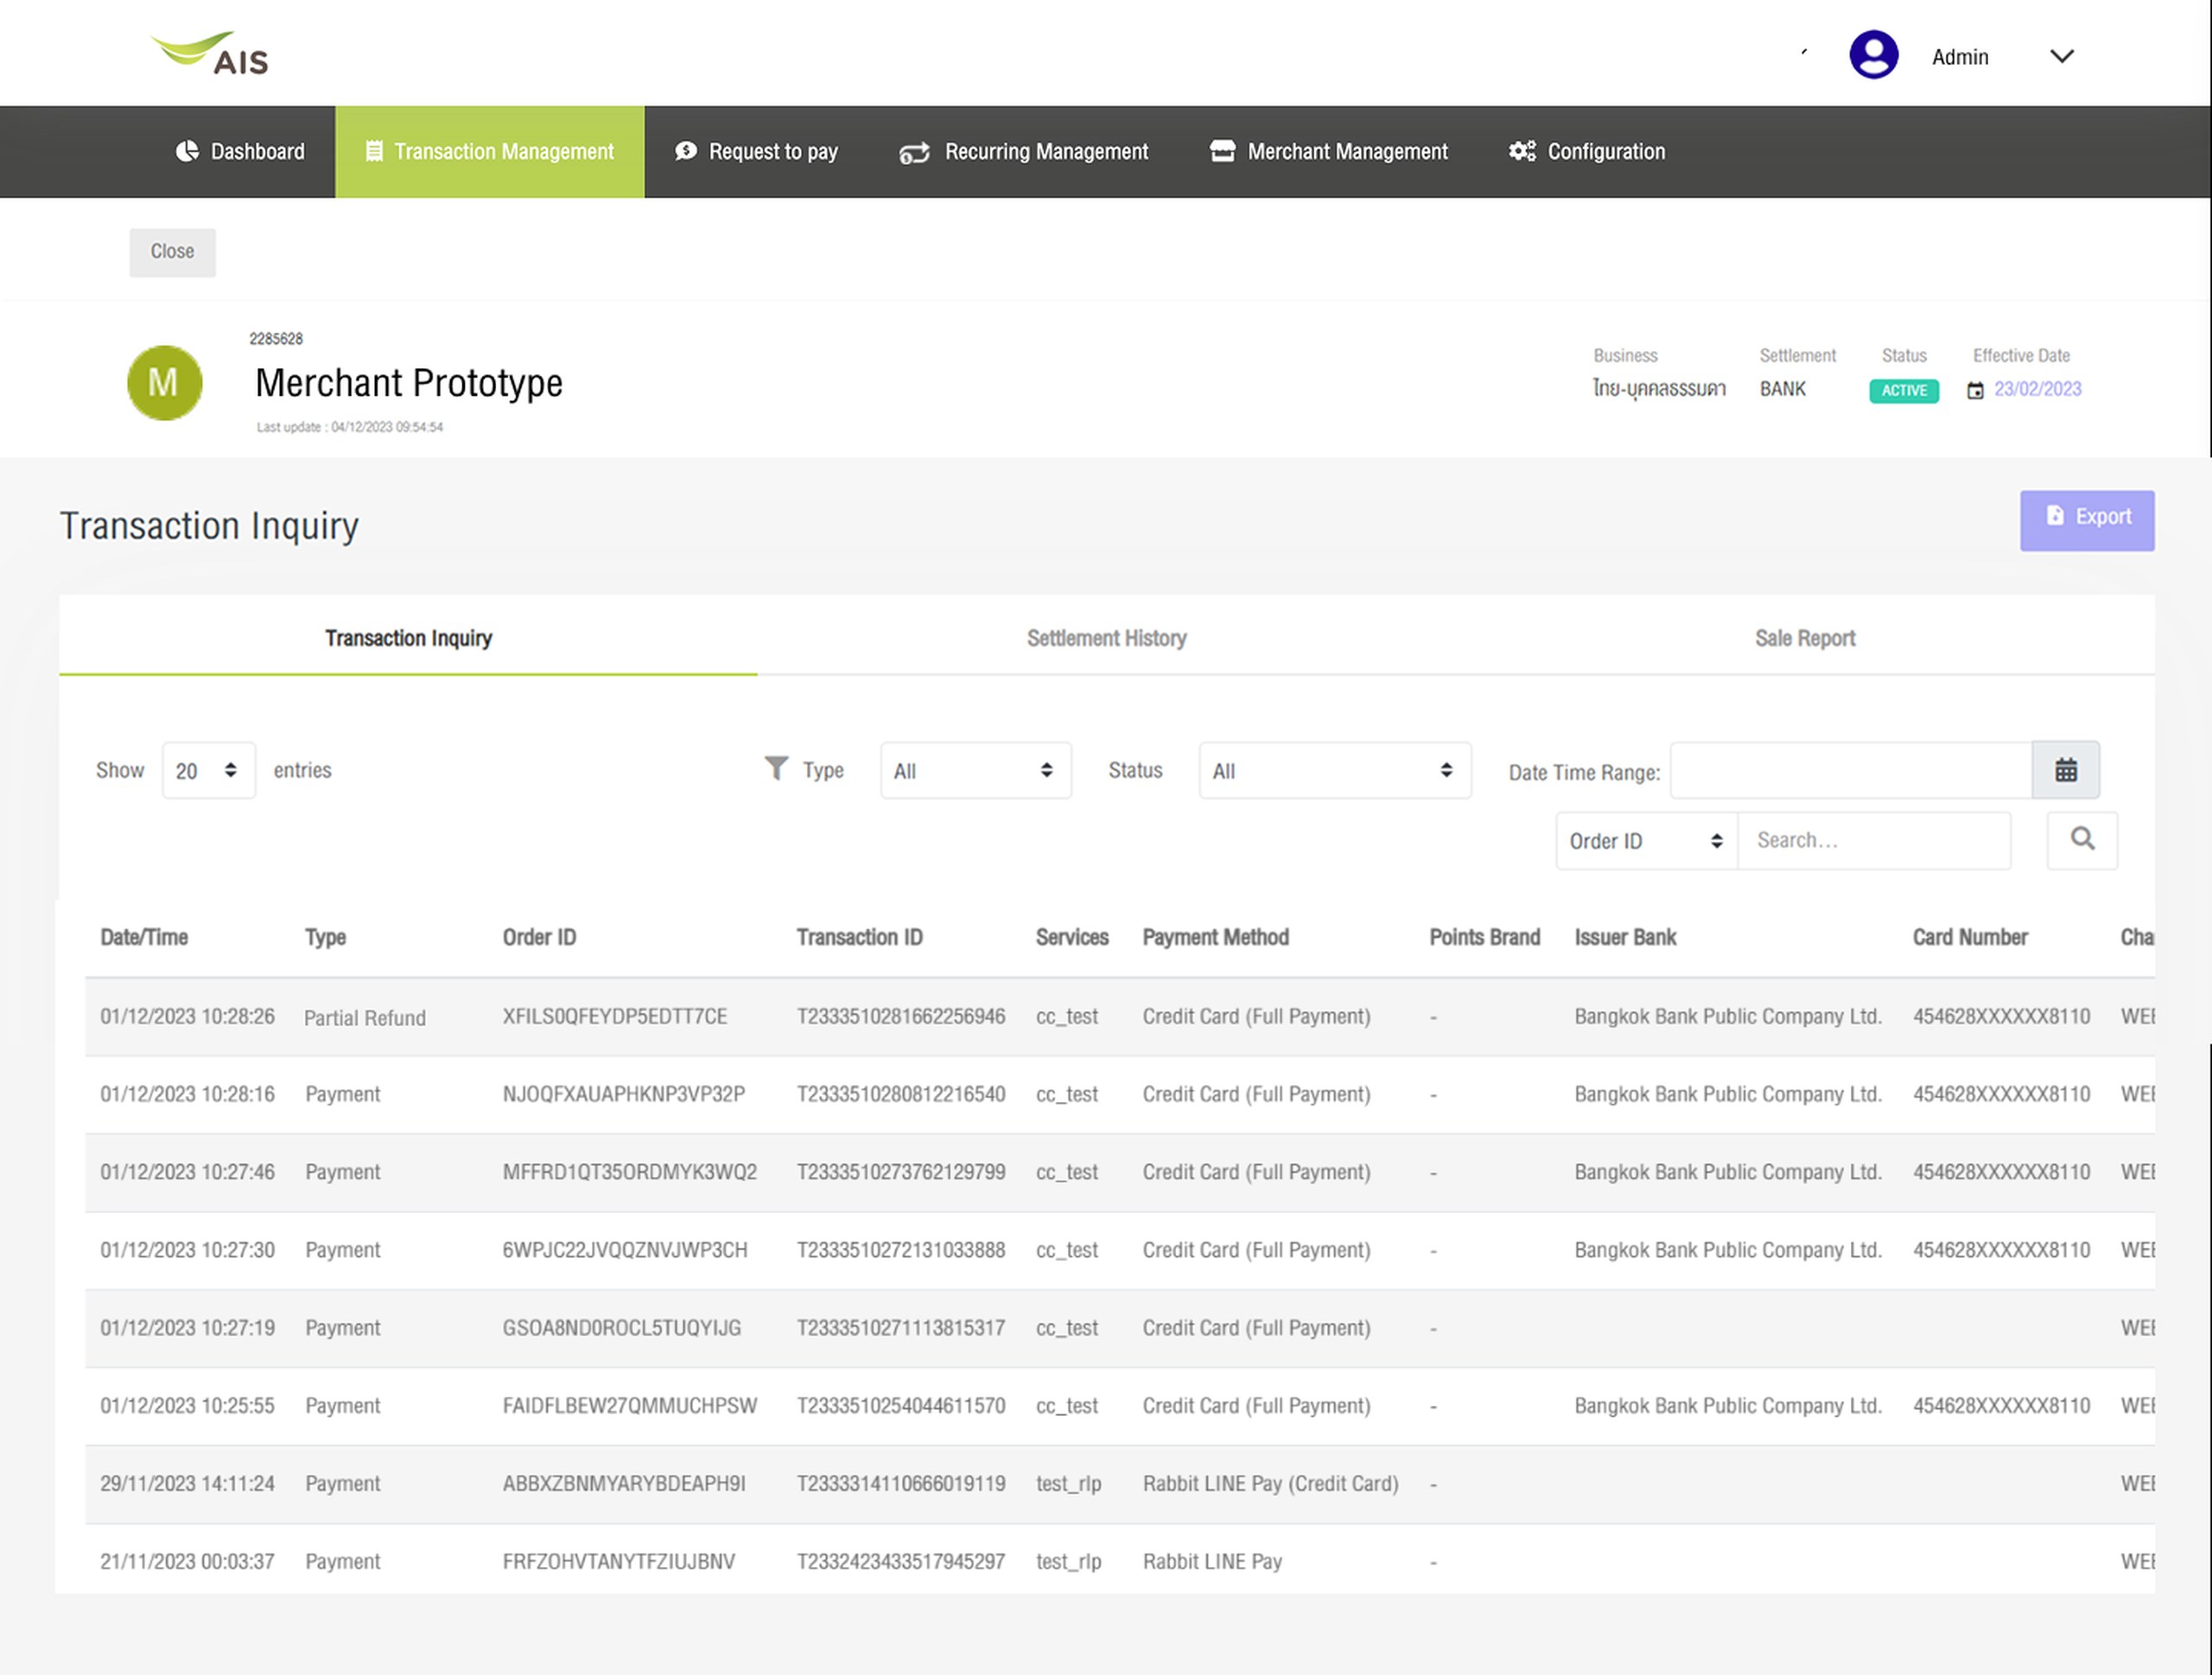 AIS
Admin
Dashboard Transaction Management Request to pay Recurring Management Merchant Management Configuration
Close
2285628
M Merchant Prototype
Last update : 04/12/2023 09:54:54
Business Settlement Status Effective Date
ไทย-บุคคลธรรมดา BANK ACTIVE 23/02/2023
Transaction Inquiry
Export
Transaction Inquiry Settlement History Sale Report
Show 20 entries Type All Status All Date Time Range:
Order ID Search...
Date/Time Type Order ID Transaction ID Services Payment Method Points Brand Issuer Bank Card Number Cha
01/12/2023 10:28:26 Partial Refund XFILS0QFEYDP5EDTT7CE T2333510281662256946 cc_test Credit Card (Full Payment) - Bangkok Bank Public Company Ltd. 454628XXXXXX8110 WEE
01/12/2023 10:28:16 Payment NJOQFXAUAPHKNP3VP32P T2333510280812216540 cc_test Credit Card (Full Payment) - Bangkok Bank Public Company Ltd. 454628XXXXXX8110 WEE
01/12/2023 10:27:46 Payment MFFRD1QT35ORDMYK3WQ2 T2333510273762129799 cc_test Credit Card (Full Payment) - Bangkok Bank Public Company Ltd. 454628XXXXXX8110 WEE
01/12/2023 10:27:30 Payment 6WPJC22JVQQZNVJWP3CH T2333510272131033888 cc_test Credit Card (Full Payment) - Bangkok Bank Public Company Ltd. 454628XXXXXX8110 WEE
01/12/2023 10:27:19 Payment GSOA8ND0ROCL5TUQYIJG T2333510271113815317 cc_test Credit Card (Full Payment) - WEE
01/12/2023 10:25:55 Payment FAIDFLBEW27QMMUCHPSW T2333510254044611570 cc_test Credit Card (Full Payment) - Bangkok Bank Public Company Ltd. 454628XXXXXX8110 WEE
29/11/2023 14:11:24 Payment ABBXZBNMYARYBDEAPH9I T2333314110666019119 test_rlp Rabbit LINE Pay (Credit Card) - WEE
21/11/2023 00:03:37 Payment FRFZOHVTANYTFZIUJBNV T2332423433517945297 test_rlp Rabbit LINE Pay - WEE